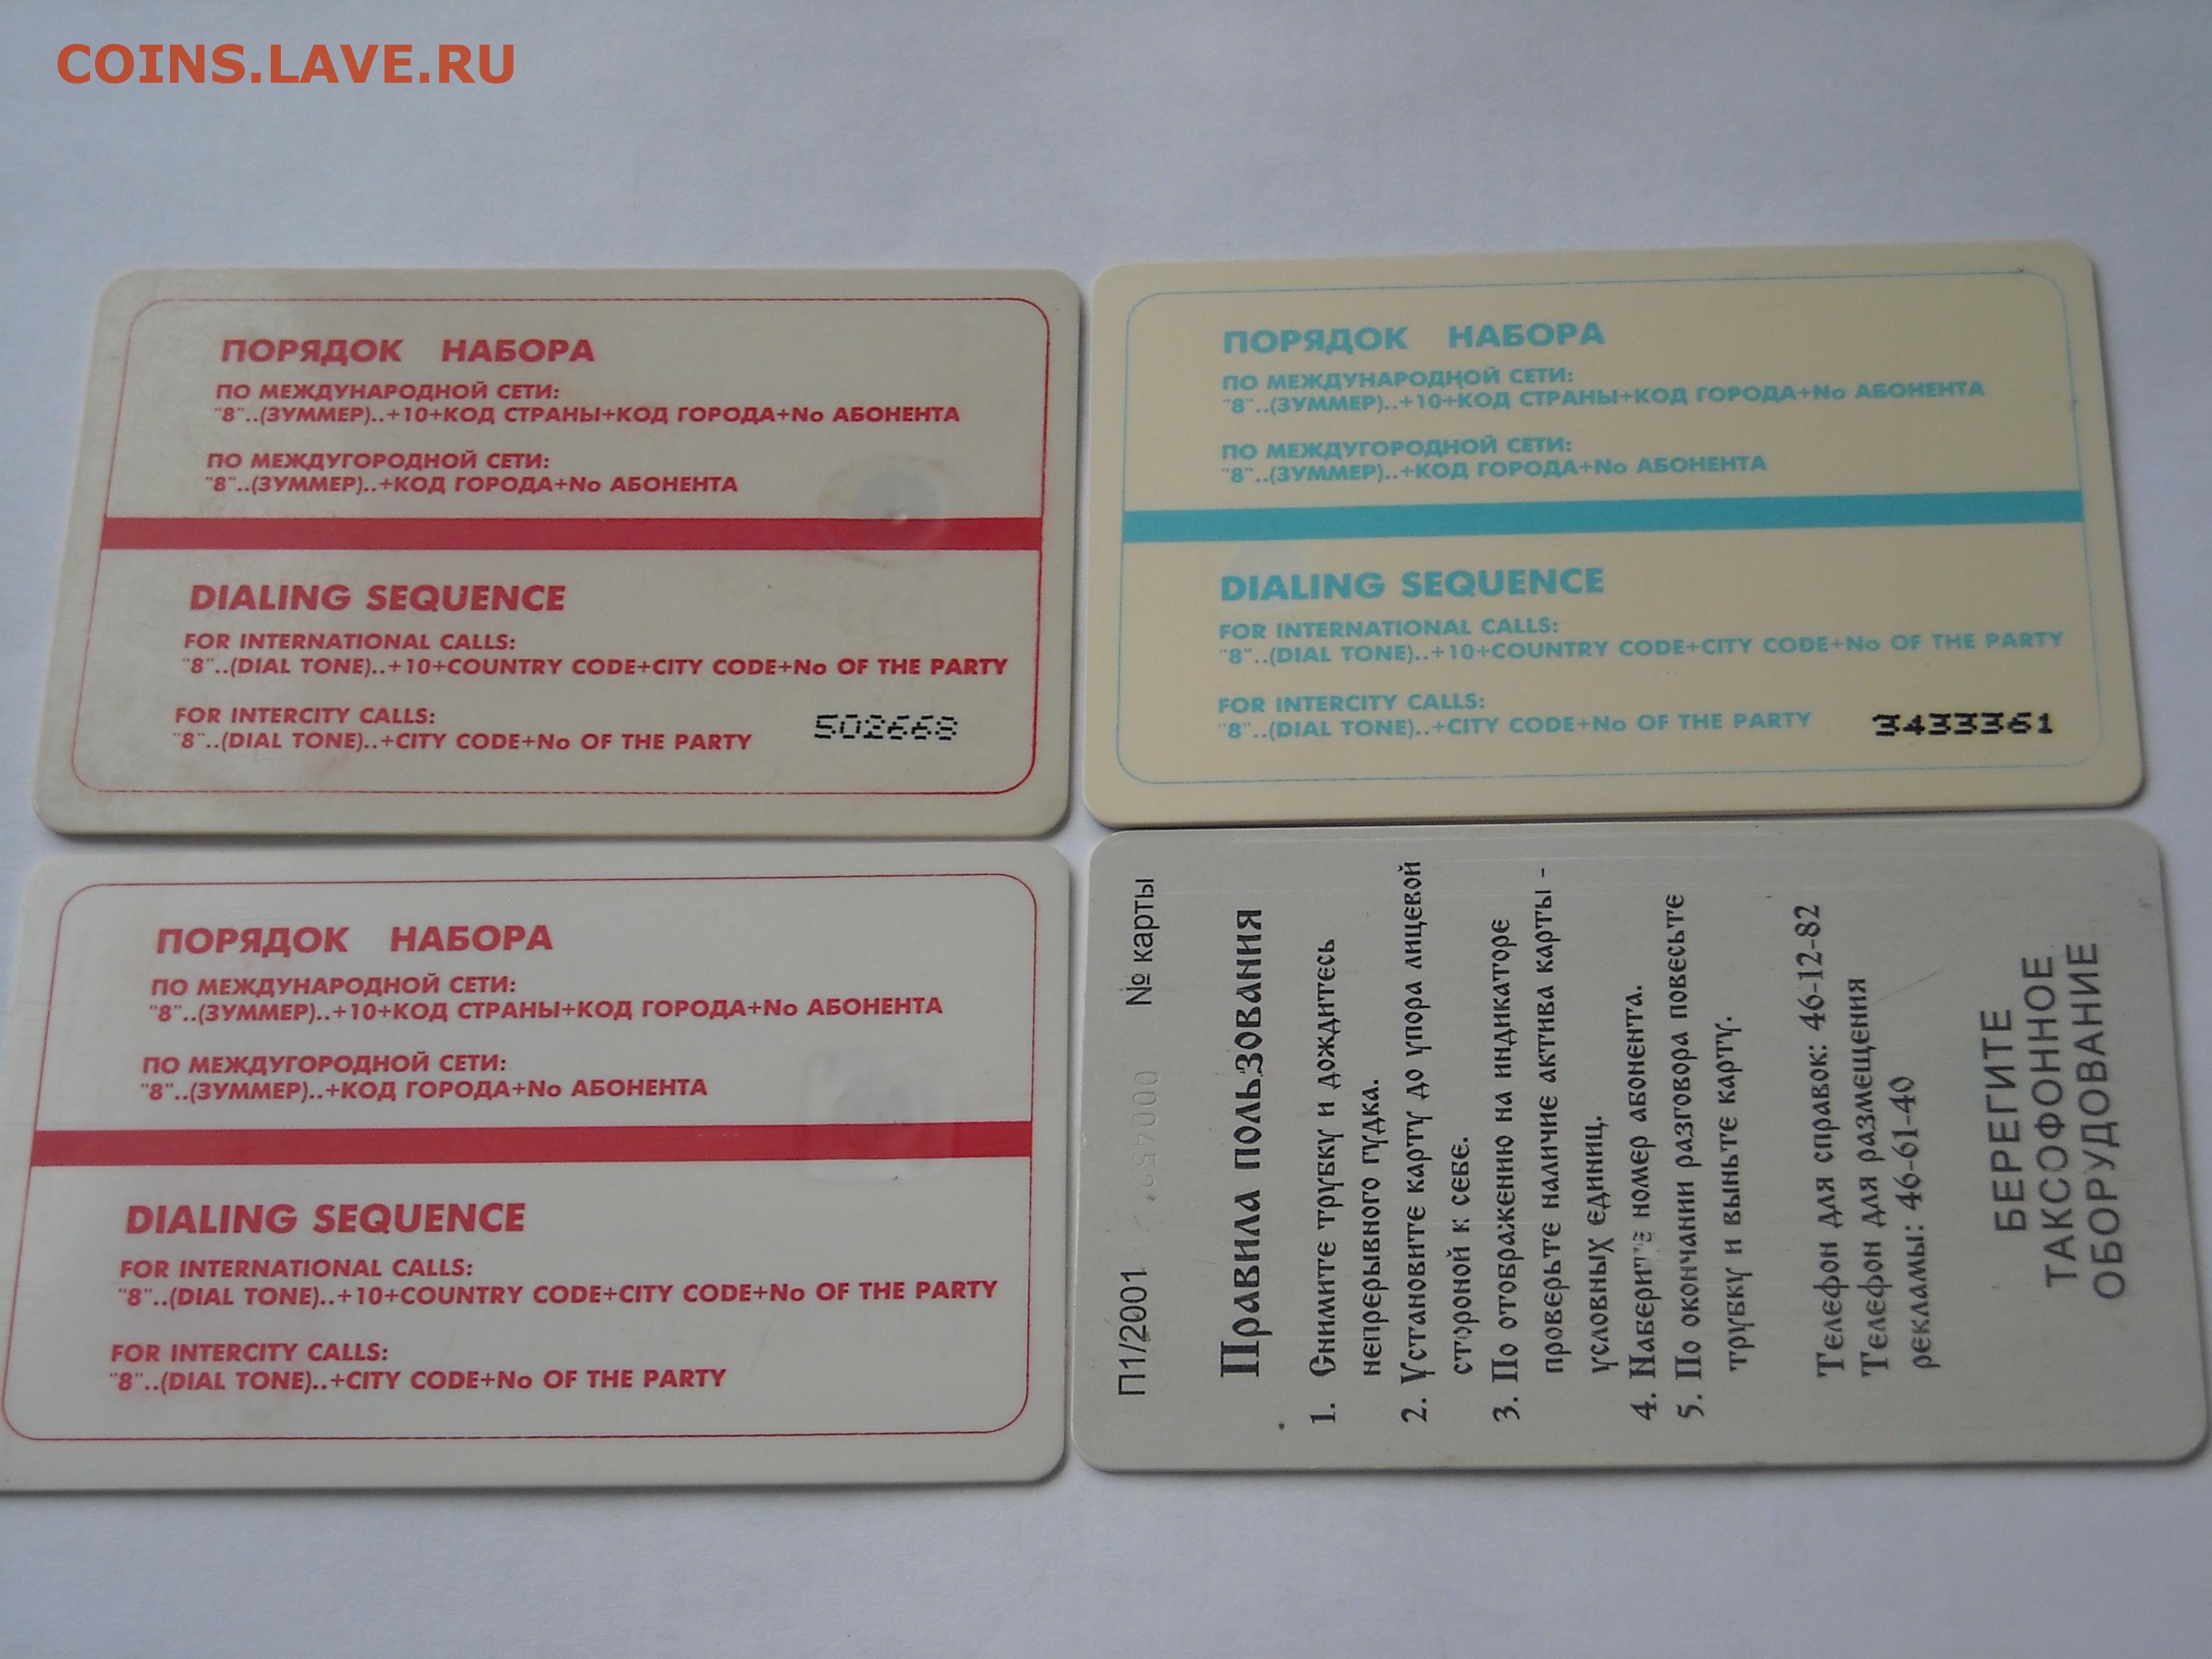 COINS.LAVE.RU
ПОРЯДОК НАБОРА
ПО МЕЖДУНАРОДНОЙ СЕТИ:
"8"..(ЗУММЕР)..+10+КОД СТРАНЫ+КОД ГОРОДА+No АБОНЕНТА
ПО МЕЖДУГОРОДНОЙ СЕТИ:
"8"..(ЗУММЕР)..+КОД ГОРОДА+No АБОНЕНТА
DIALING SEQUENCE
FOR INTERNATIONAL CALLS:
"8"..(DIAL TONE)..+10+COUNTRY CODE+CITY CODE+No OF THE PARTY
FOR INTERCITY CALLS:
"8"..(DIAL TONE)..+CITY CODE+No OF THE PARTY
502668
ПОРЯДОК НАБОРА
ПО МЕЖДУНАРОДНОЙ СЕТИ:
"8"..(ЗУММЕР)..+10+КОД СТРАНЫ+КОД ГОРОДА+No АБОНЕНТА
ПО МЕЖДУГОРОДНОЙ СЕТИ:
"8"..(ЗУММЕР)..+КОД ГОРОДА+No АБОНЕНТА
DIALING SEQUENCE
FOR INTERNATIONAL CALLS:
"8"..(DIAL TONE)..+10+COUNTRY CODE+CITY CODE+No OF THE PARTY
FOR INTERCITY CALLS:
"8"..(DIAL TONE)..+CITY CODE+No OF THE PARTY
3433361
ПОРЯДОК НАБОРА
ПО МЕЖДУНАРОДНОЙ СЕТИ:
"8"..(ЗУММЕР)..+10+КОД СТРАНЫ+КОД ГОРОДА+No АБОНЕНТА
ПО МЕЖДУГОРОДНОЙ СЕТИ:
"8"..(ЗУММЕР)..+КОД ГОРОДА+No АБОНЕНТА
DIALING SEQUENCE
FOR INTERNATIONAL CALLS:
"8"..(DIAL TONE)..+10+COUNTRY CODE+CITY CODE+No OF THE PARTY
FOR INTERCITY CALLS:
"8"..(DIAL TONE)..+CITY CODE+No OF THE PARTY
П1/2001 № карты
Правила пользования
1. Снимите трубку и дождитесь
непрерывного гудка.
2. Установите карту до упора лицевой
стороной к себе.
3. По отображению на индикаторе
проверьте наличие актива карты -
условных единиц.
4. Наберите номер абонента.
5. По окончании разговора повесьте
трубку и выньте карту.
Телефон для справок: 46-12-82
Телефон для размещения
рекламы: 46-61-40
БЕРЕГИТЕ
ТАКСОФОННОЕ
ОБОРУДОВАНИЕ